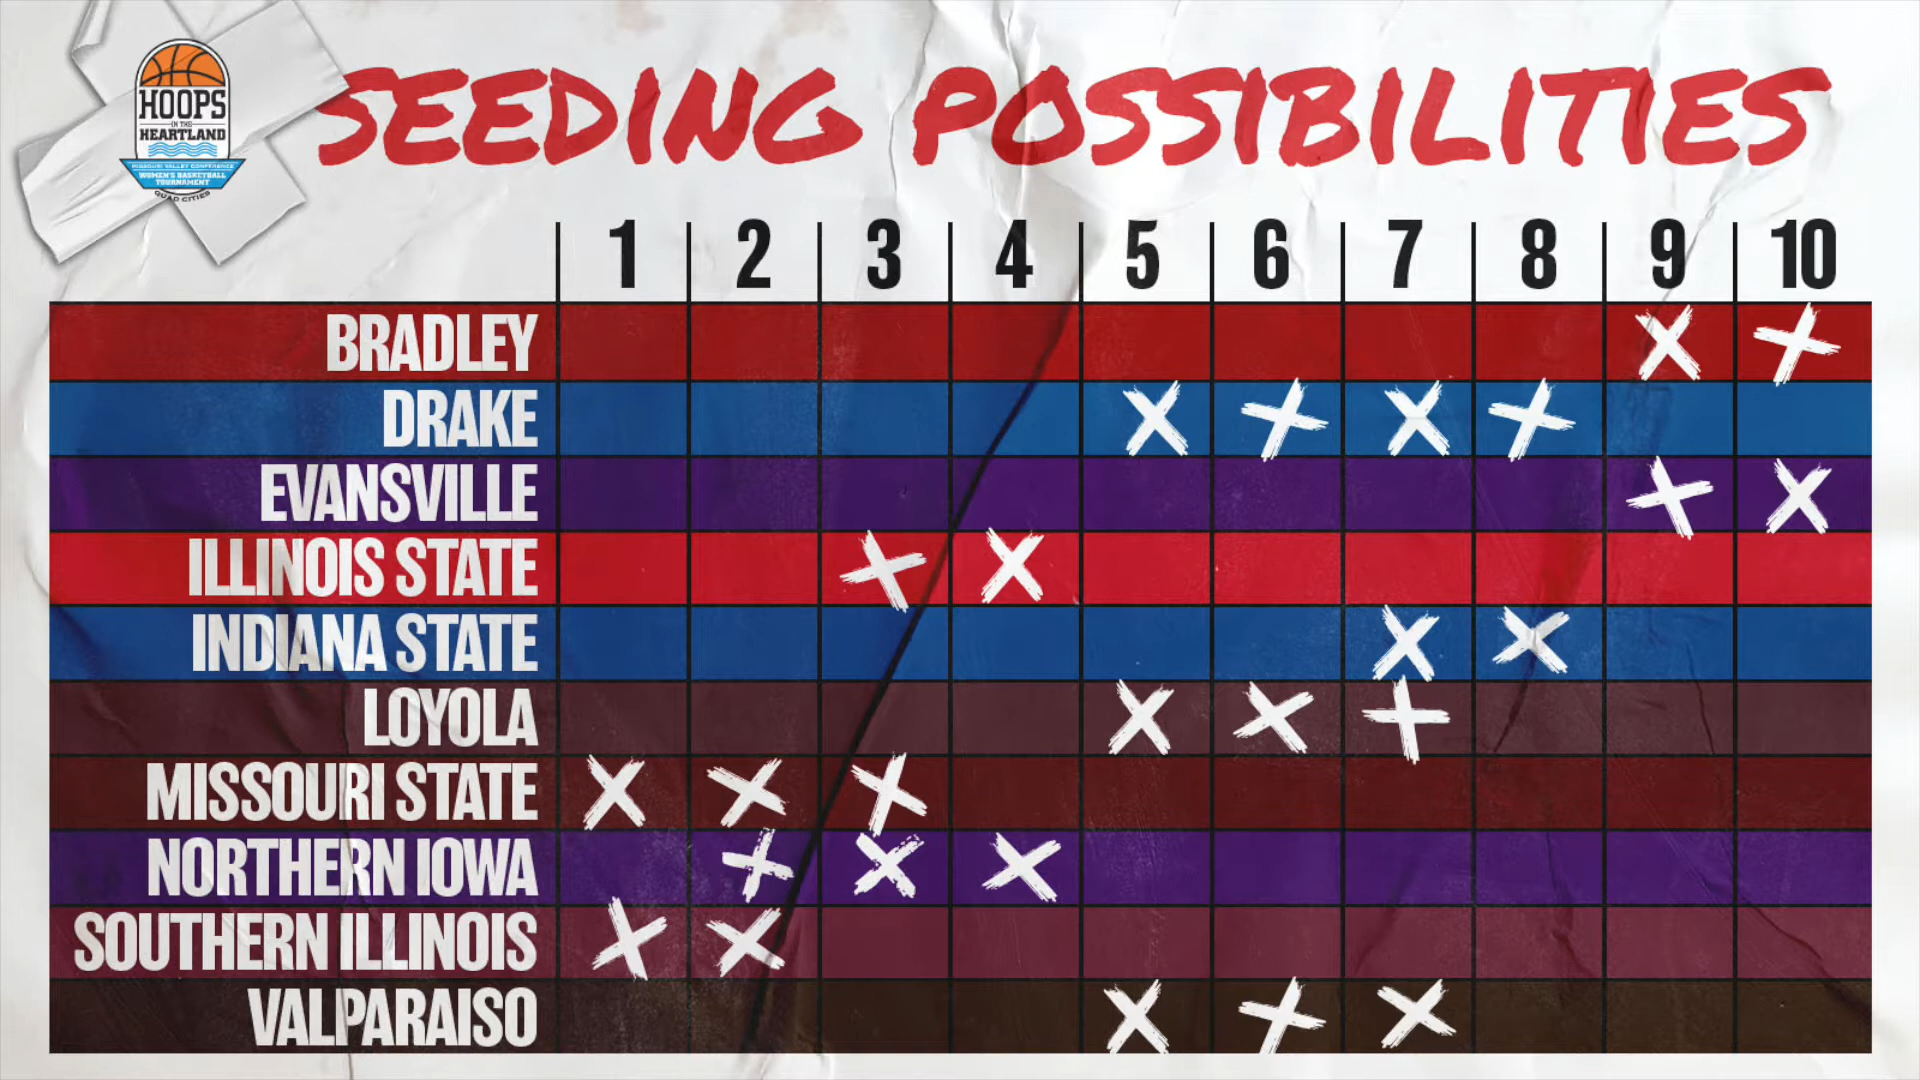 HOOPS
IN THE
HEARTLAND
MISSOURI VALLEY CONFERENCE
WOMEN'S BASKETBALL
TOURNAMENT
QUAD CITIES
SEEDING POSSIBILITIES
1 2 3 4 5 6 7 8 9 10
BRADLEY X X
DRAKE X X X X
EVANSVILLE X X
ILLINOIS STATE X X
INDIANA STATE X X
LOYOLA X X X
MISSOURI STATE X X X
NORTHERN IOWA X X X
SOUTHERN ILLINOIS X X
VALPARAISO X X X